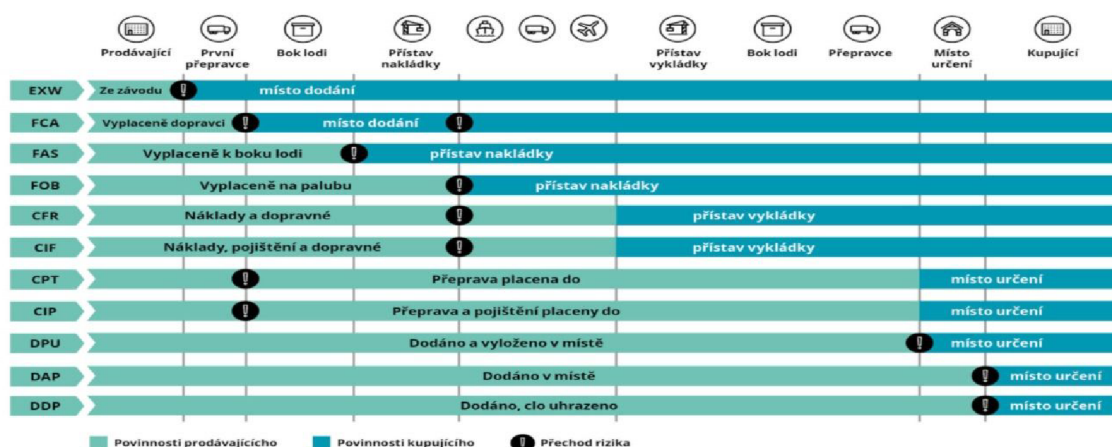 Prodávající
První
přepravce
Bok lodi
Přístav
nakládky
Přístav
vykládky
Bok lodi
Přepravce
Místo
určení
Kupující
EXW Ze závodu místo dodání
FCA Vyplaceně dopravci místo dodání
FAS Vyplaceně k boku lodi přístav nakládky
FOB Vyplaceně na palubu přístav nakládky
CFR Náklady a dopravné přístav vykládky
CIF Náklady, pojištění a dopravné přístav vykládky
CPT Přeprava placena do místo určení
CIP Přeprava a pojištění placeny do místo určení
DPU Dodáno a vyloženo v místě místo určení
DAP Dodáno v místě místo určení
DDP Dodáno, clo uhrazeno místo určení
Povinnosti prodávajícícho Povinnosti kupujícího Přechod rizika